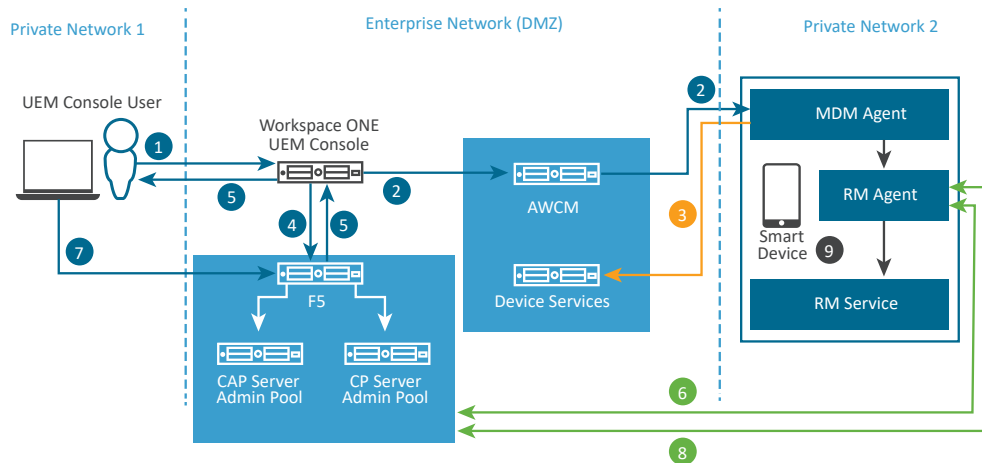 Private Network 1
Enterprise Network (DMZ)
Private Network 2
UEM Console User
Workspace ONE
UEM Console
1
5
2
2
MDM Agent
AWCM
3
RM Agent
4
5
7
Smart
Device
9
F5
Device Services
RM Service
CAP Server
Admin Pool
CP Server
Admin Pool
6
8